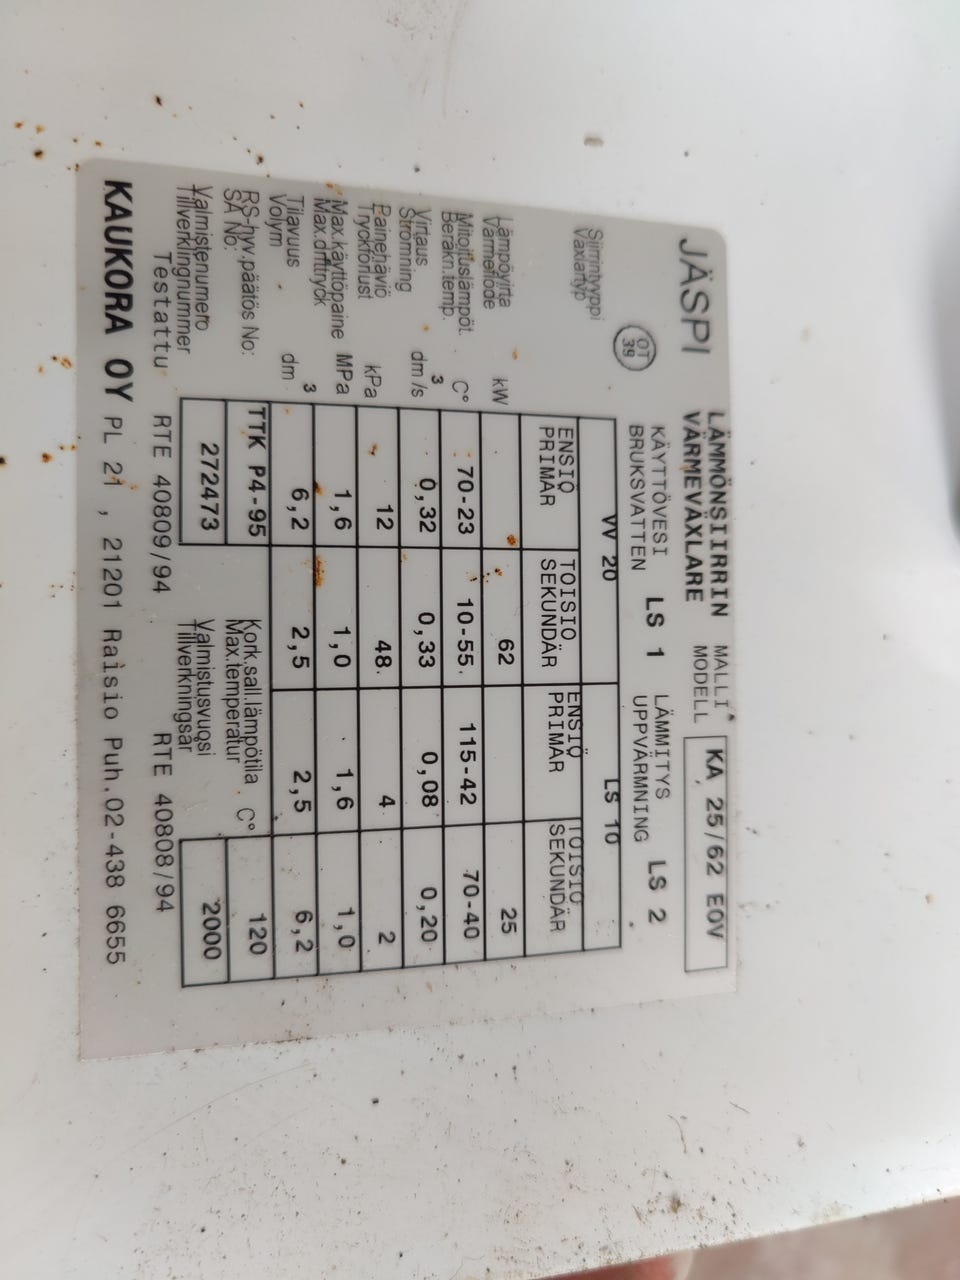 JÄSPI LÄMMÖNSIIRRIN MALLI KA 25/62 EOV
VÄRMEVÄXLARE MODELL
OT 39 KÄYTTÖVESI LS 1 LÄMMITYS LS 2
BRUKSVATTEN UPPVÄRMNING
Siirrintyyppi VV 20 LS 10
Växlartyp
ENSIÖ TOISIO ENSIÖ TOISIO
PRIMÄR SEKUNDÄR PRIMÄR SEKUNDÄR
Lämpövirta kW 62 25
Värmeflöde
Mitoituslämpöt. C° 70-23 10-55 115-42 70-40
Beräkn.temp.
Virtaus dm³/s 0,32 0,33 0,08 0,20
Strömning
Painehäviö kPa 12 48 4 2
Tryckförlust
Max.käyttöpaine MPa 1,6 1,0 1,6 1,0
Max.drifttryck
Tilavuus dm³ 6,2 2,5 2,5 6,2
Volym
RS-hyv.päätös No: TTK P4-95 Kork.sall.lämpötila C° 120
SA No: Max.temperatur
Valmistenumero 272473 Valmistusvuosi 2000
Tillverklingnummer Tillverkningsår
Testattu RTE 40809/94 RTE 40808/94
KAUKORA OY PL 21, 21201 Raisio Puh.02-438 6655